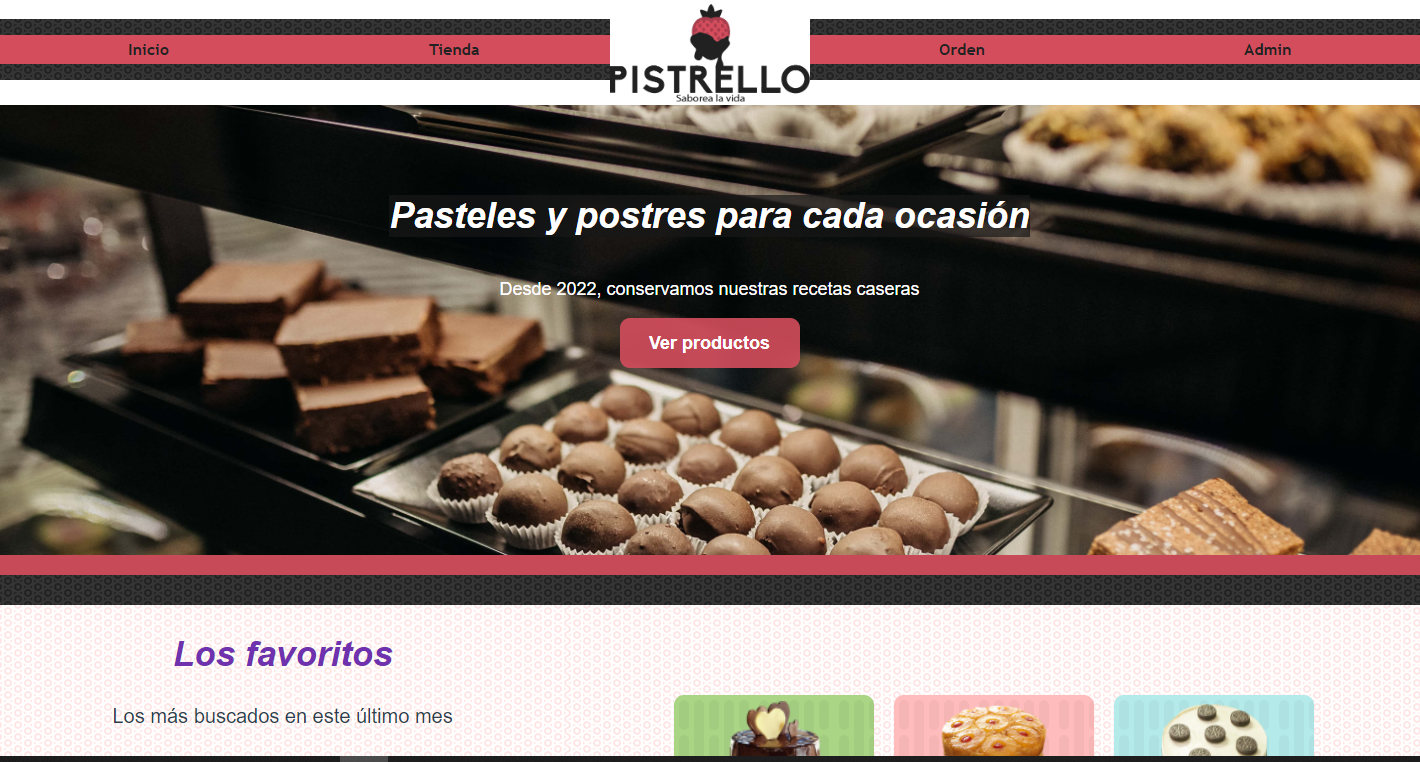 Inicio Tienda Orden Admin
PISTRELLO
Saborea la vida
Pasteles y postres para cada ocasión
Desde 2022, conservamos nuestras recetas caseras
Ver productos
Los favoritos
Los más buscados en este último mes